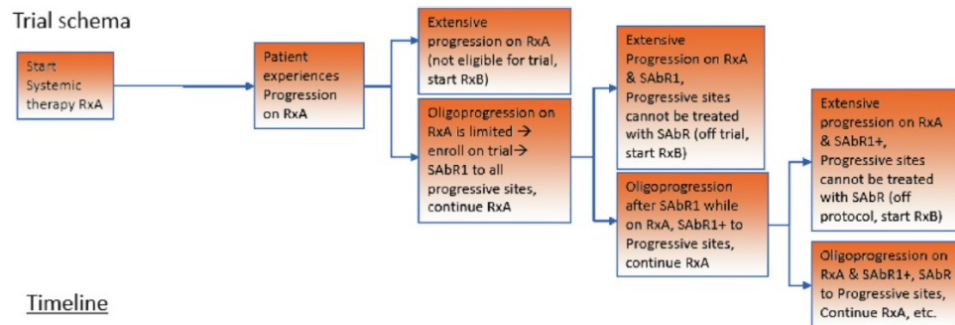 Trial schema
Start
Systemic
therapy RxA
Patient
experiences
Progression
on RxA
Extensive
progression on RxA
(not eligible for trial,
start RxB)
Oligoprogression on
RxA is limited →
enroll on trial→
SAbR1 to all
progressive sites,
continue RxA
Extensive
Progression on RxA
& SAbR1,
Progressive sites
cannot be treated
with SAbR (off trial,
start RxB)
Oligoprogression
after SAbR1 while
on RxA, SAbR1+ to
Progressive sites,
continue RxA
Extensive
progression on RxA
& SAbR1+,
Progressive sites
cannot be treated
with SAbR (off
protocol, start RxB)
Oligoprogression on
RxA & SAbR1+, SAbR
to Progressive sites,
Continue RxA, etc.
Timeline